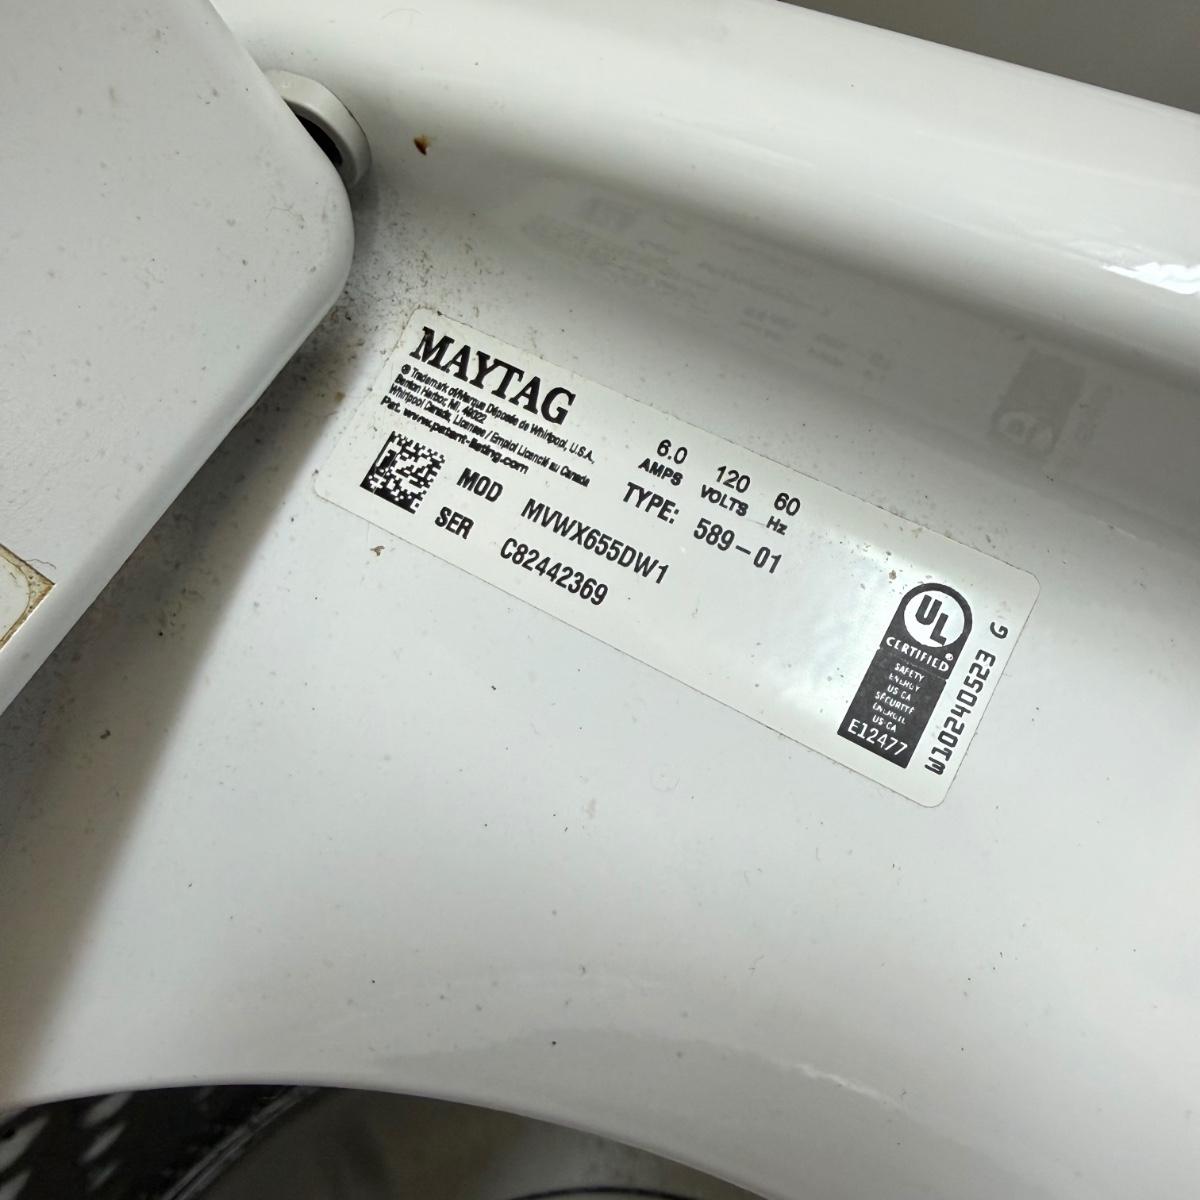 MAYTAG
® Trademark of/Marque Déposée de Whirlpool, U.S.A.
Benton Harbor, MI. 49022
Whirlpool Canada, Licensee / Emploi Licencié au Canada
Pat. www.patent-listing.com
6.0 120 60
AMPS VOLTS Hz
TYPE: 589-01
MOD MVWX655DW1
SER C82442369
UL
CERTIFIED®
SAFETY
ENERGY
US CA
SÉCURITÉ
US CA
E12477
W10240523 G